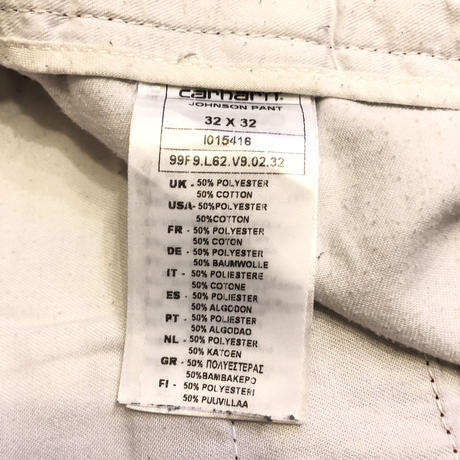 carhartt
JOHNSON PANT
32 X 32
I015416
99F9.L62.V9.02.32
UK - 50% POLYESTER
50% COTTON
USA- 50%POLYESTER
50%COTTON
FR - 50% POLYESTER
50% COTON
DE - 50% POLYESTER
50% BAUMWOLLE
IT - 50% POLIESTERE
50% COTONE
ES - 50% POLIESTER
50% ALGODON
PT - 50% POLIESTER
50% ALGODAO
NL - 50% POLYESTER
50% KATOEN
GR - 50% ΠΟΛΥΕΣΤΕΡΑΣ
50%ΒΑΜΒΑΚΕΡΟ
FI - 50% POLYESTERI
50% PUUVILLAA